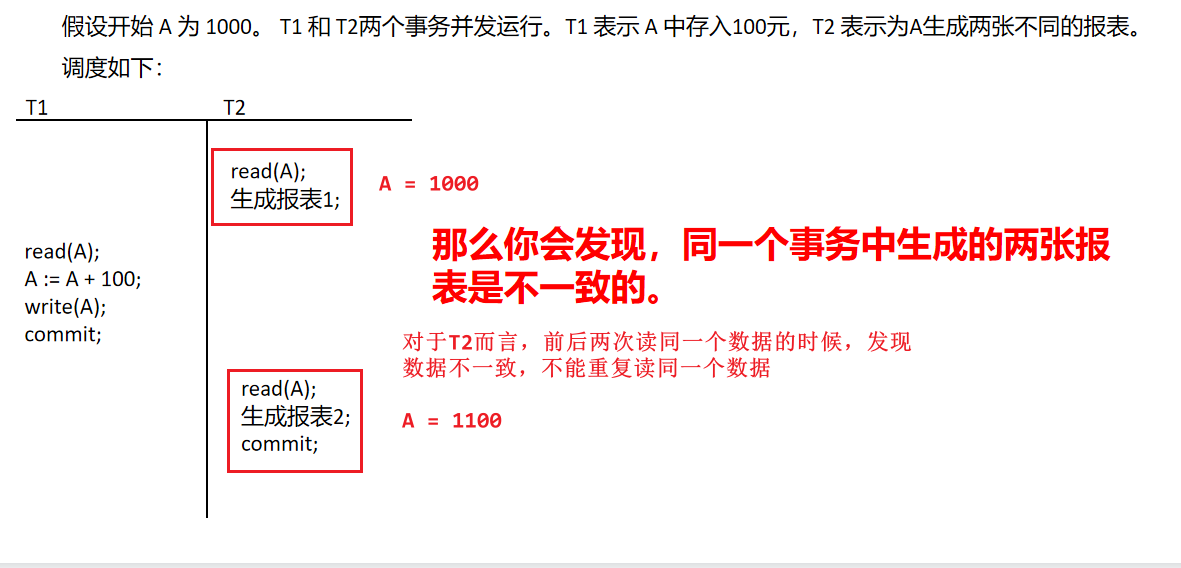 假设开始 A 为 1000。 T1 和 T2两个事务并发运行。T1 表示 A 中存入100元，T2 表示为A生成两张不同的报表。
调度如下：
T1 T2
read(A);
生成报表1;
A = 1000
那么你会发现，同一个事务中生成的两张报
表是不一致的。
read(A);
A := A + 100;
write(A);
commit;
对于T2而言，前后两次读同一个数据的时候，发现
数据不一致，不能重复读同一个数据
read(A);
生成报表2;
commit;
A = 1100